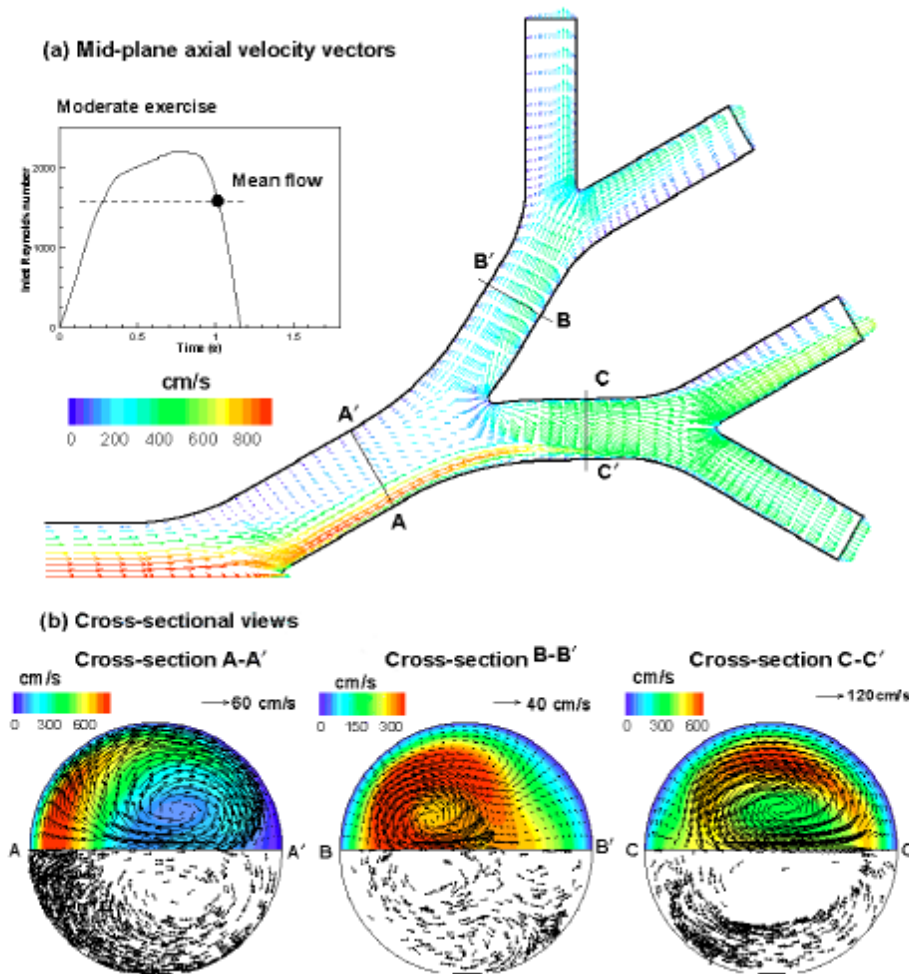 (a) Mid-plane axial velocity vectors
Moderate exercise
2000
Mean flow
Inlet Reynolds number
1000
0
0 0.5 1 1.5
Time (s)
cm/s
0 200 400 600 800
B′
B
C
A′
C′
A
(b) Cross-sectional views
Cross-section A-A′
Cross-section B-B′
Cross-section C-C′
cm/s
60 cm/s
0 300 600
cm/s
40 cm/s
0 150 300
cm/s
120 cm/s
0 300 600
A A′
B B′
C C